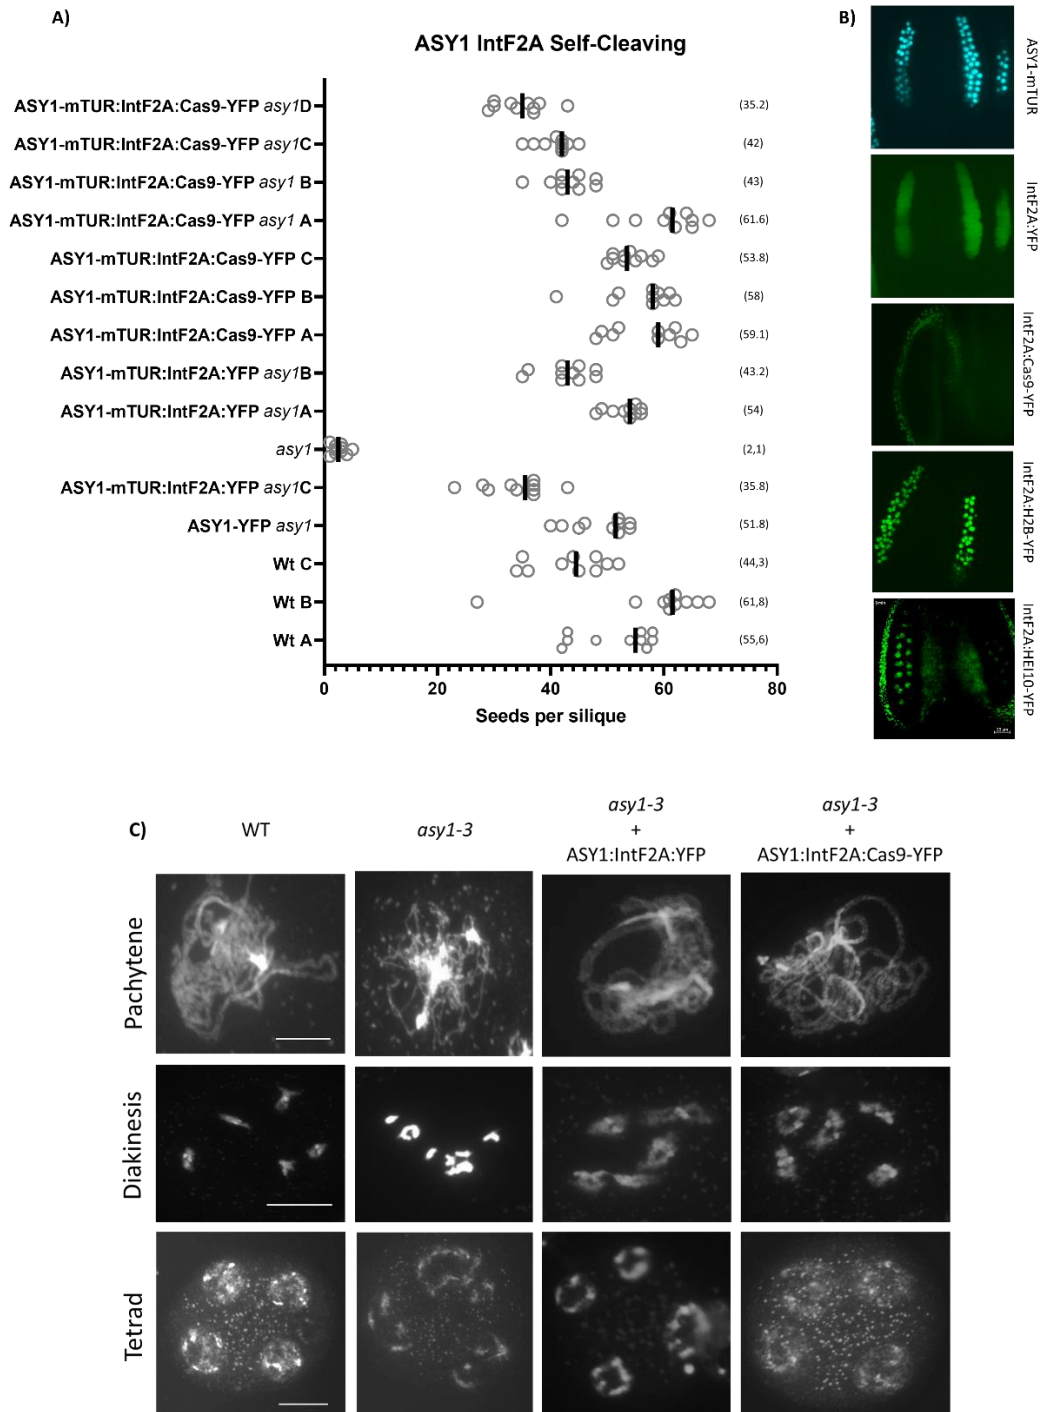 A)
ASY1 IntF2A Self-Cleaving
ASY1-mTUR:IntF2A:Cas9-YFP asy1D (35.2)
ASY1-mTUR:IntF2A:Cas9-YFP asy1C (42)
ASY1-mTUR:IntF2A:Cas9-YFP asy1 B (43)
ASY1-mTUR:IntF2A:Cas9-YFP asy1 A (61.6)
ASY1-mTUR:IntF2A:Cas9-YFP C (53.8)
ASY1-mTUR:IntF2A:Cas9-YFP B (58)
ASY1-mTUR:IntF2A:Cas9-YFP A (59.1)
ASY1-mTUR:IntF2A:YFP asy1B (43.2)
ASY1-mTUR:IntF2A:YFP asy1A (54)
asy1 (2,1)
ASY1-mTUR:IntF2A:YFP asy1C (35.8)
ASY1-YFP asy1 (51.8)
Wt C (44,3)
Wt B (61,8)
Wt A (55,6)
0 20 40 60 80
Seeds per silique
B)
ASY1-mTUR
IntF2A:YFP
IntF2A:Cas9-YFP
IntF2A:H2B-YFP
IntF2A:HEI10-YFP
C)
WT
asy1-3
asy1-3
+
ASY1:IntF2A:YFP
asy1-3
+
ASY1:IntF2A:Cas9-YFP
Pachytene
Diakinesis
Tetrad